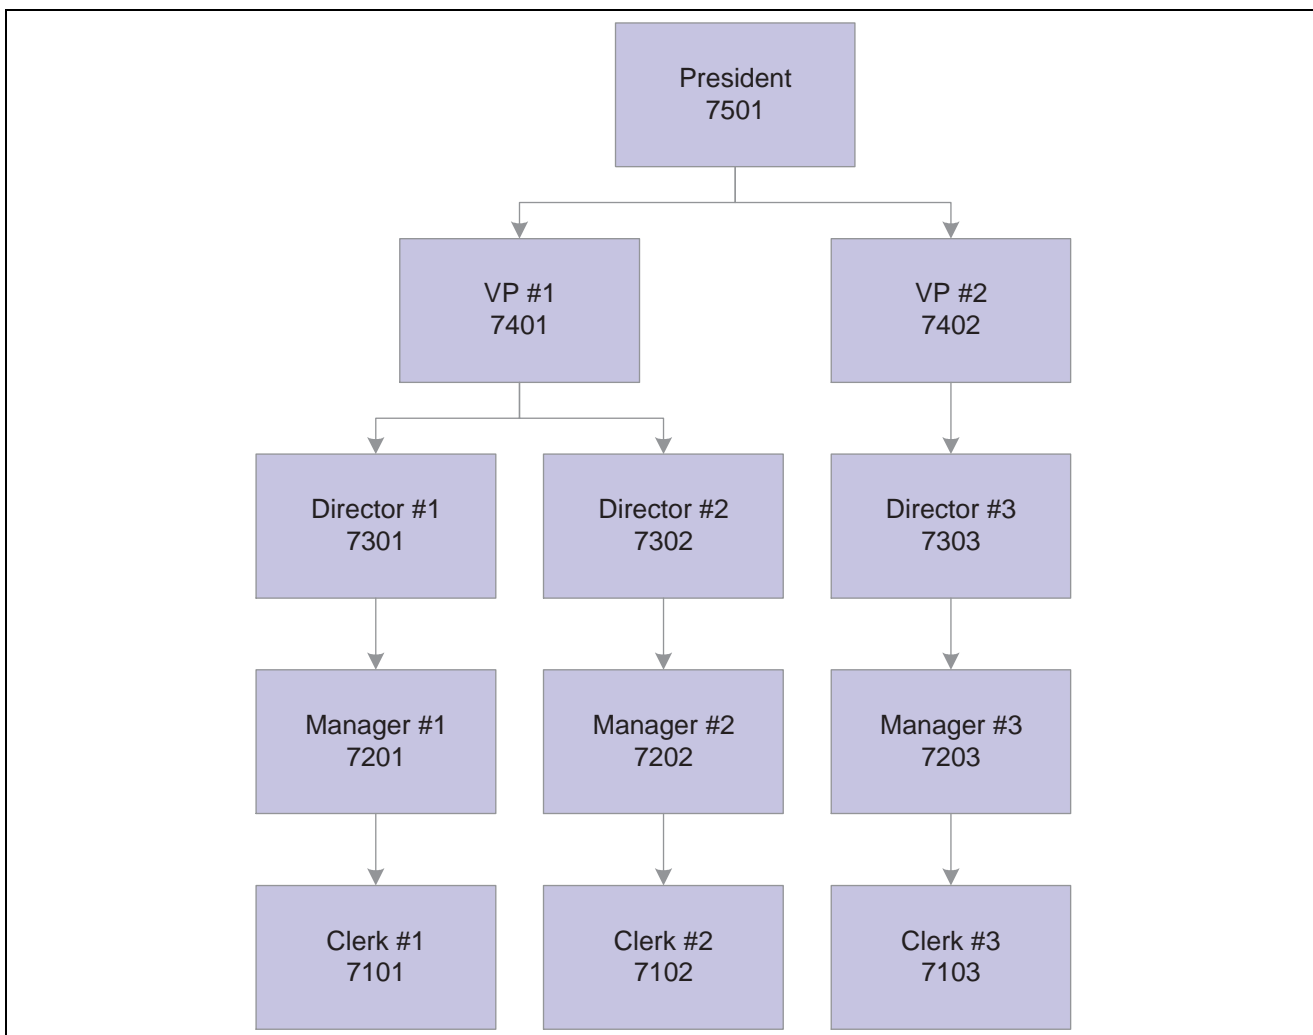 President
7501
VP #1
7401
VP #2
7402
Director #1
7301
Director #2
7302
Director #3
7303
Manager #1
7201
Manager #2
7202
Manager #3
7203
Clerk #1
7101
Clerk #2
7102
Clerk #3
7103